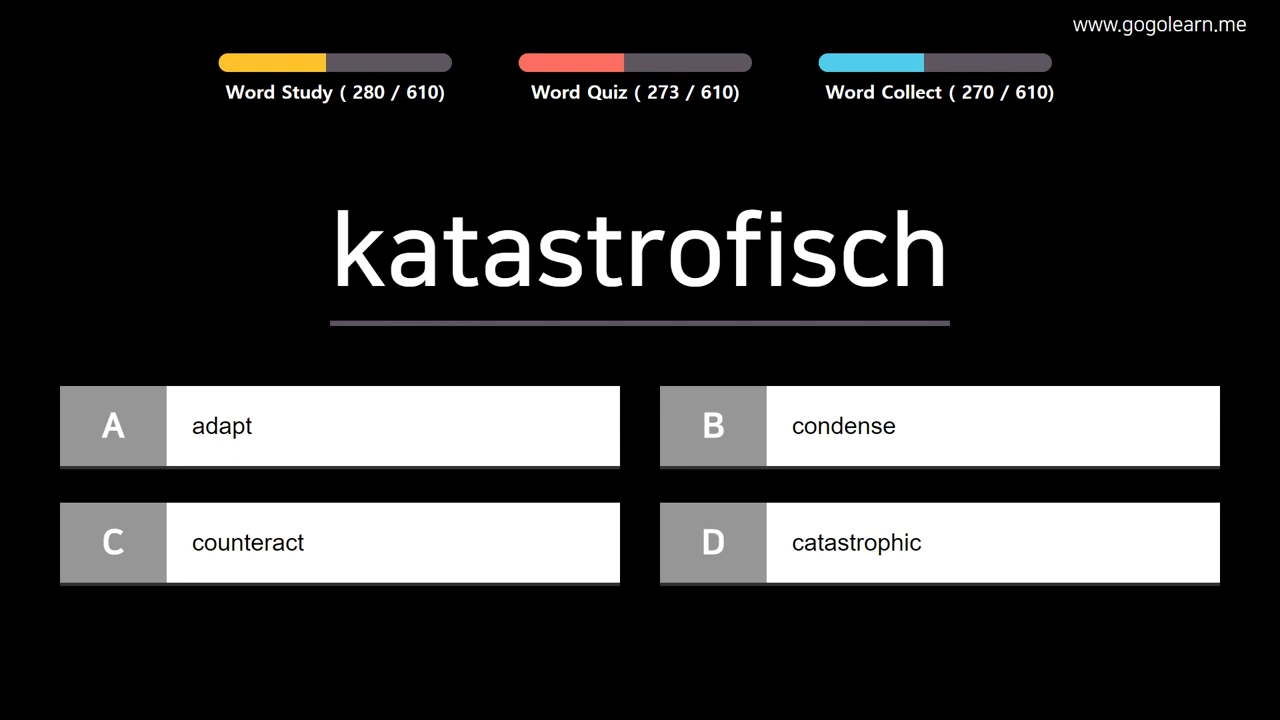 www.gogolearn.me
Word Study ( 280 / 610)
Word Quiz ( 273 / 610)
Word Collect ( 270 / 610)
katastrofisch
A adapt
B condense
C counteract
D catastrophic